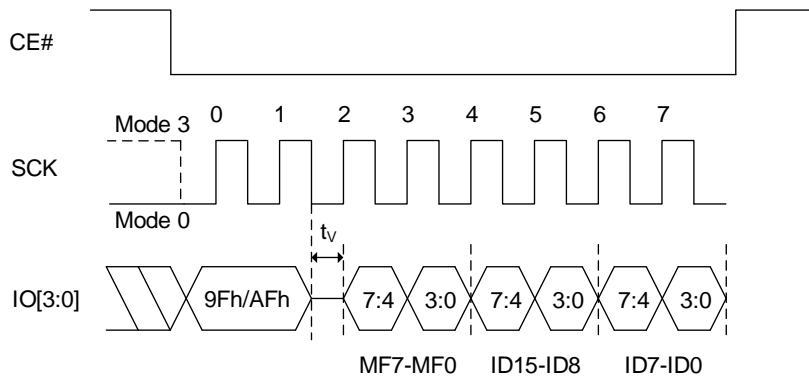 CE#
0 1 2 3 4 5 6 7
Mode 3
SCK
Mode 0
tV
IO[3:0] 9Fh/AFh 7:4 3:0 7:4 3:0 7:4 3:0
MF7-MF0 ID15-ID8 ID7-ID0